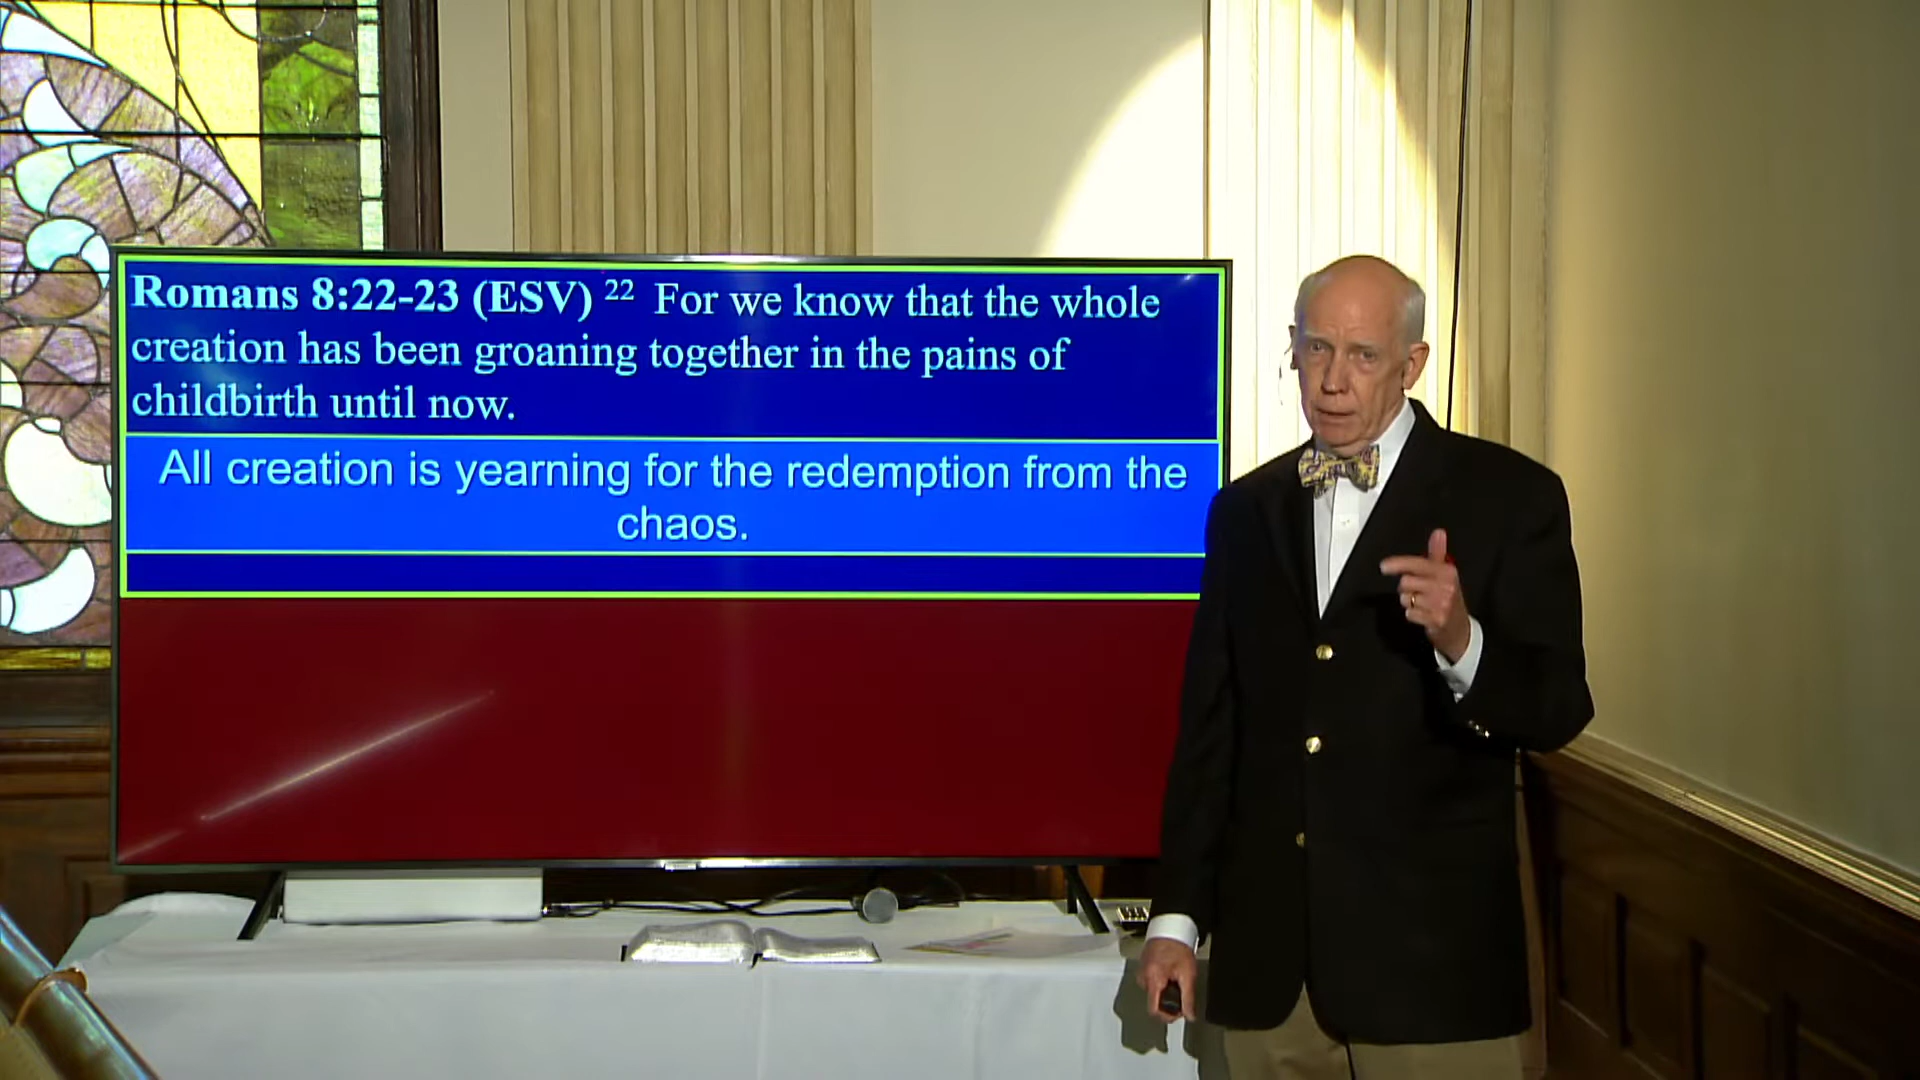 Romans 8:22-23 (ESV) 22 For we know that the whole
creation has been groaning together in the pains of
childbirth until now.
All creation is yearning for the redemption from the
chaos.